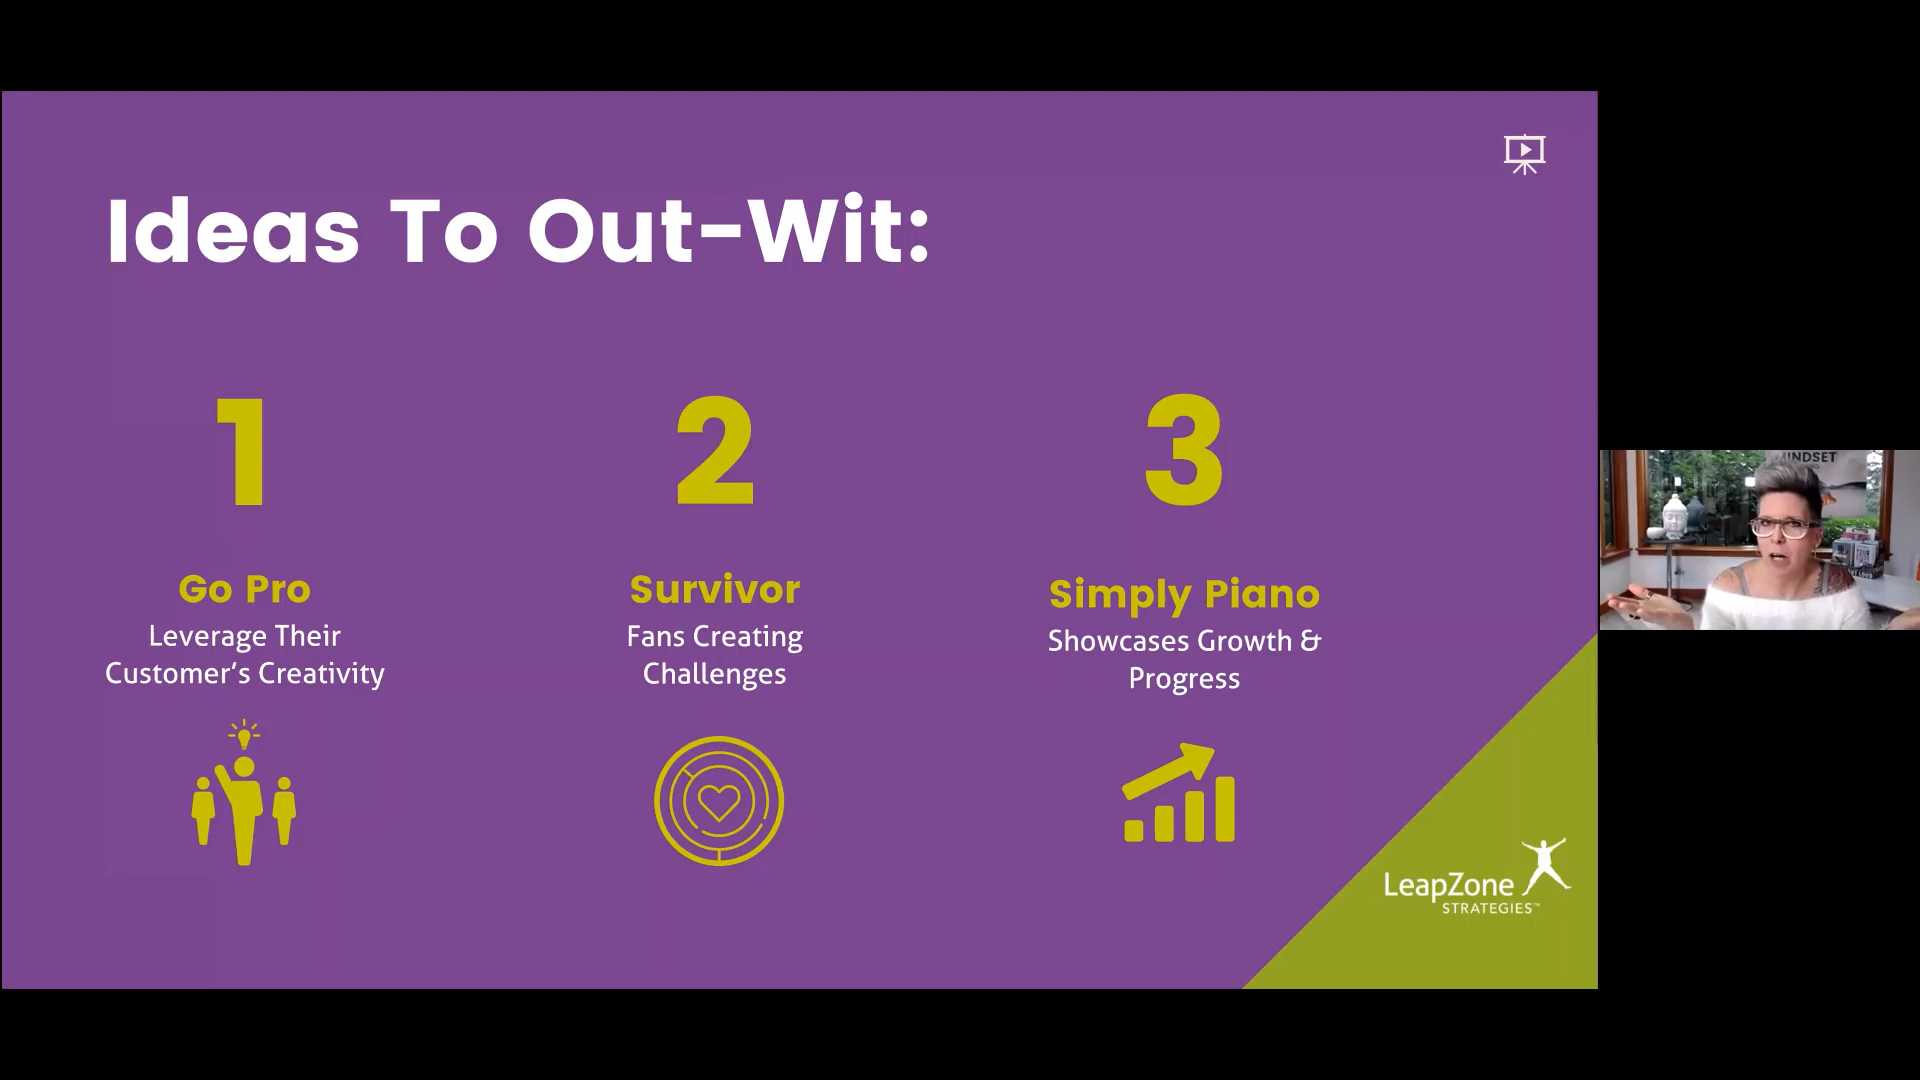 Ideas To Out-Wit:
1
2
3
Go Pro
Leverage Their
Customer's Creativity
Survivor
Fans Creating
Challenges
Simply Piano
Showcases Growth &
Progress
LeapZone
STRATEGIES™
MINDSET